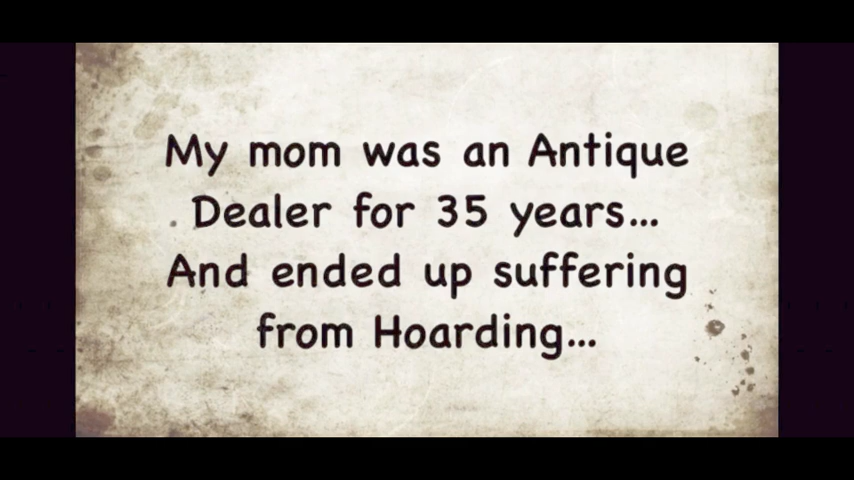 My mom was an Antique
Dealer for 35 years...
And ended up suffering
from Hoarding...